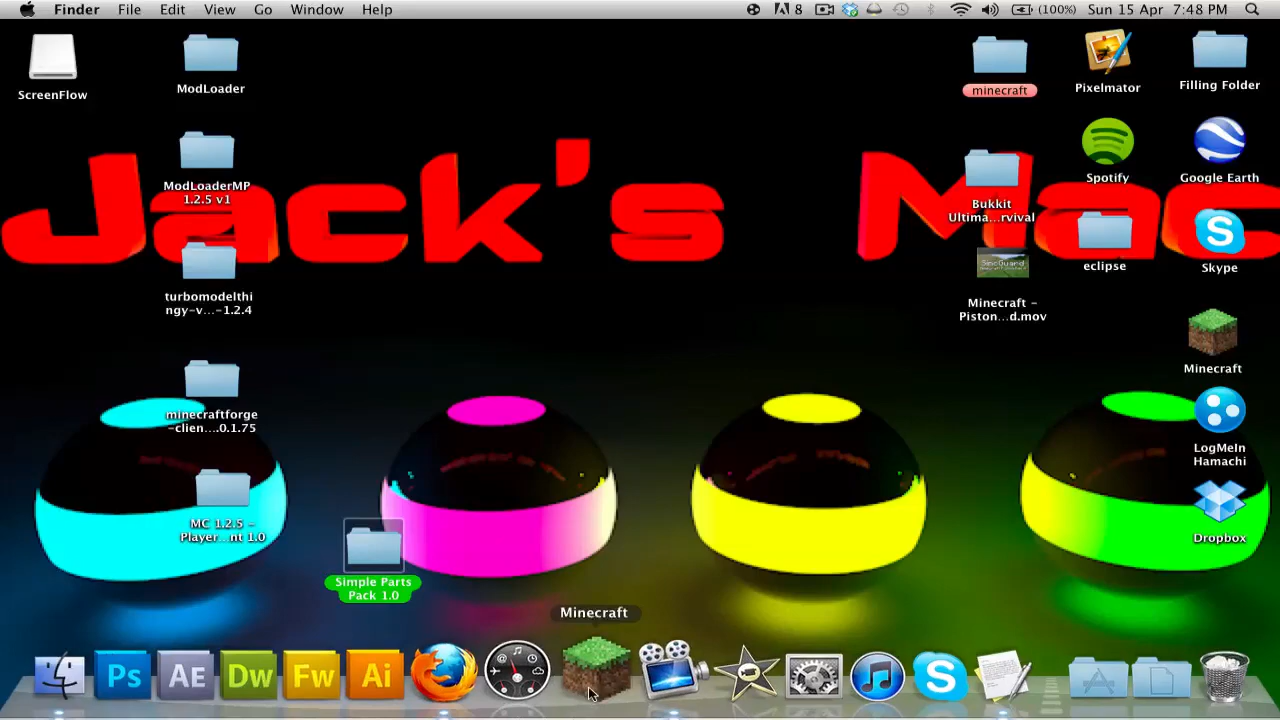 Finder File Edit View Go Window Help
8 (100%) Sun 15 Apr 7:48 PM
ScreenFlow
ModLoader
minecraft
Pixelmator
Filling Folder
ModLoaderMP
1.2.5 v1
Spotify
Google Earth
Jack's Mac
Bukkit
Ultima...rvival
turbomodelthi
ngy-v...-1.2.4
eclipse
Skype
SincGuard
Minecraft -
Piston...d.mov
Minecraft
minecraftforge
-clien....0.1.75
LogMeIn
Hamachi
MC 1.2.5 -
Player...nt 1.0
Dropbox
Simple Parts
Pack 1.0
Minecraft
Ps AE Dw Fw Ai